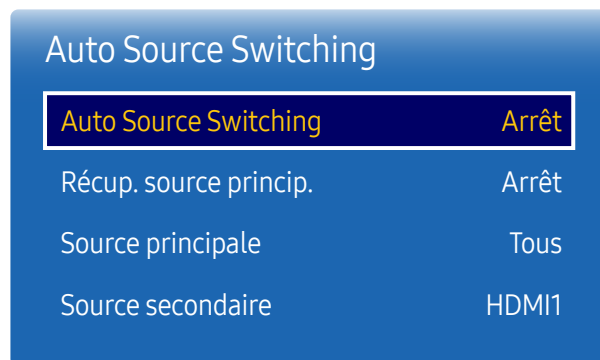 Auto Source Switching
Auto Source Switching Arrêt
Récup. source princip. Arrêt
Source principale Tous
Source secondaire HDMI1